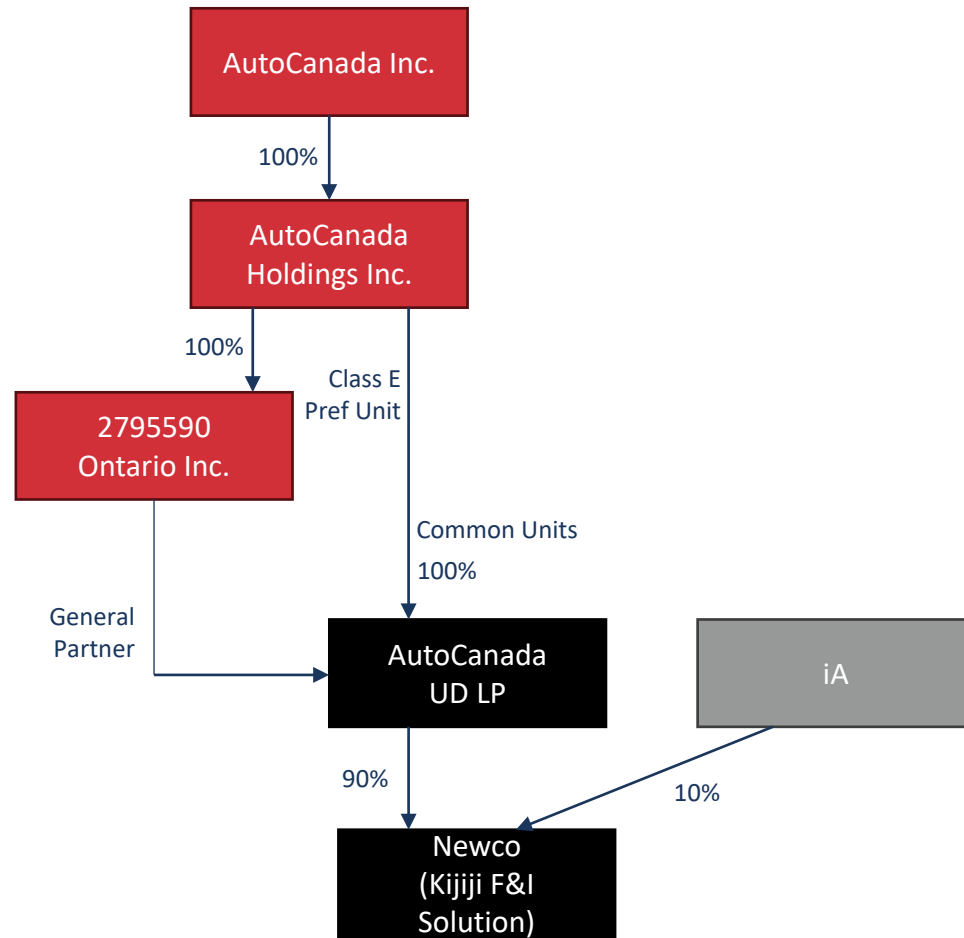 AutoCanada Inc.
100%
AutoCanada
Holdings Inc.
100%
Class E
Pref Unit
2795590
Ontario Inc.
Common Units
100%
General
Partner
AutoCanada
UD LP
iA
90%
10%
Newco
(Kijiji F&I
Solution)